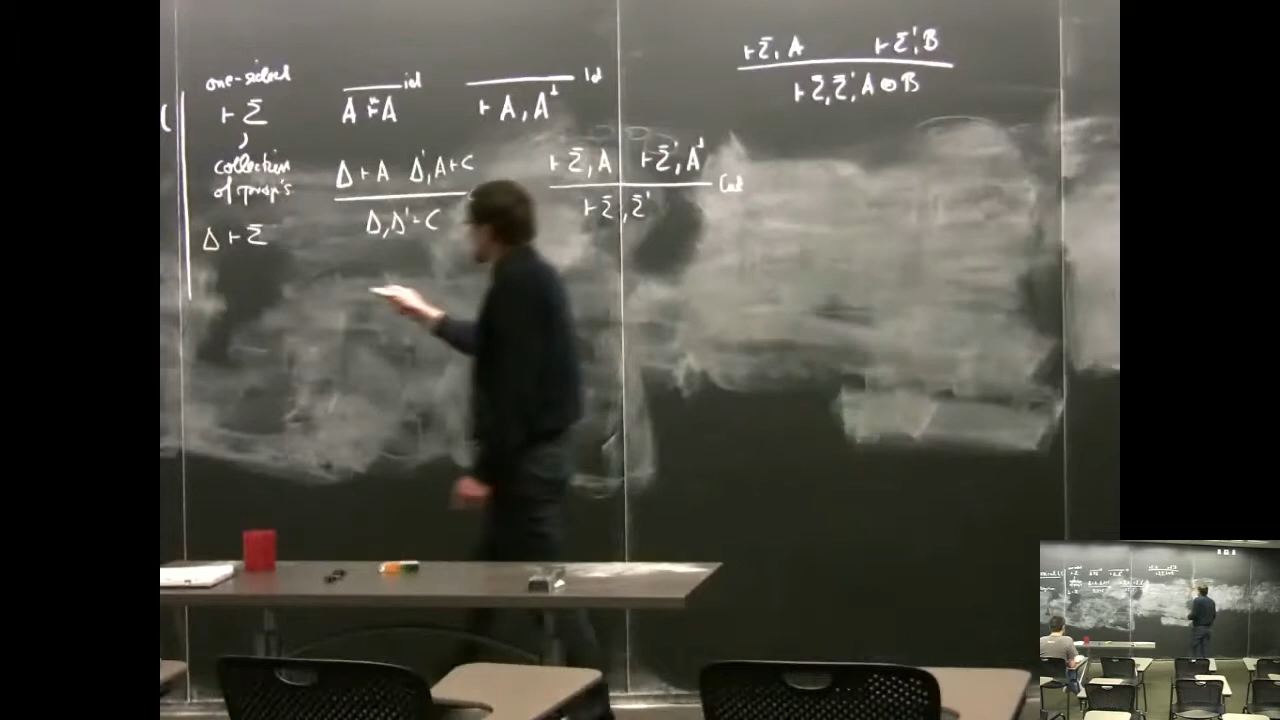 one-sided
⊢ Σ
collection
of prop's
Δ ⊢ Σ
A ⊢ A id
⊢ A, A^⊥ Id
Δ ⊢ A   Δ', A ⊢ C
Δ, Δ' ⊢ C
⊢ Σ, A   ⊢ Σ', A^⊥
⊢ Σ, Σ' Cut
⊢ Σ, A   ⊢ Σ', B
⊢ Σ, Σ', A ⊗ B